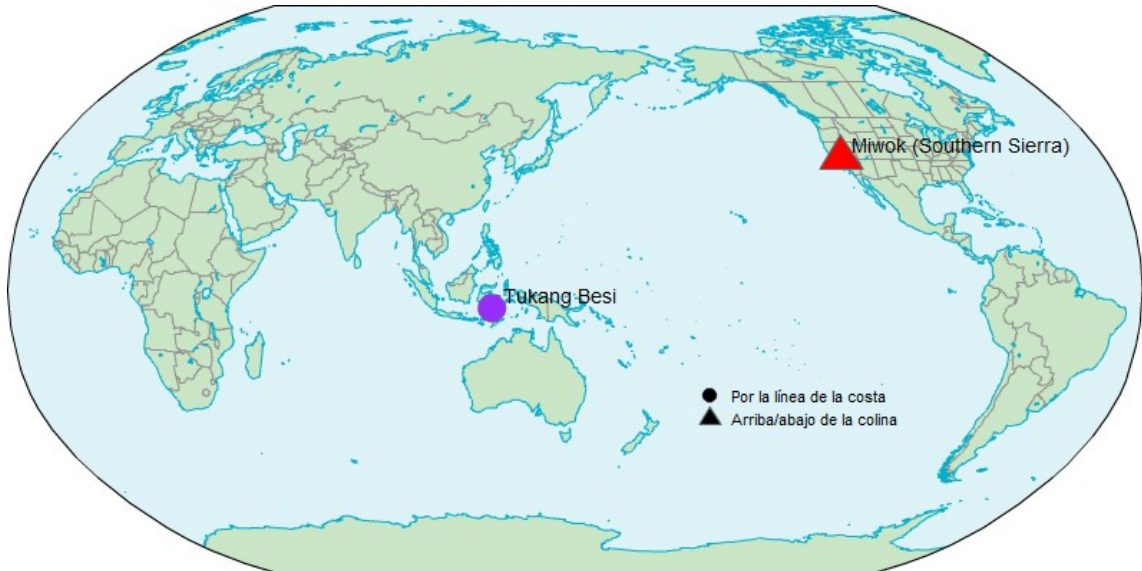 Miwok (Southern Sierra)
Tukang Besi
Por la línea de la costa
Arriba/abajo de la colina